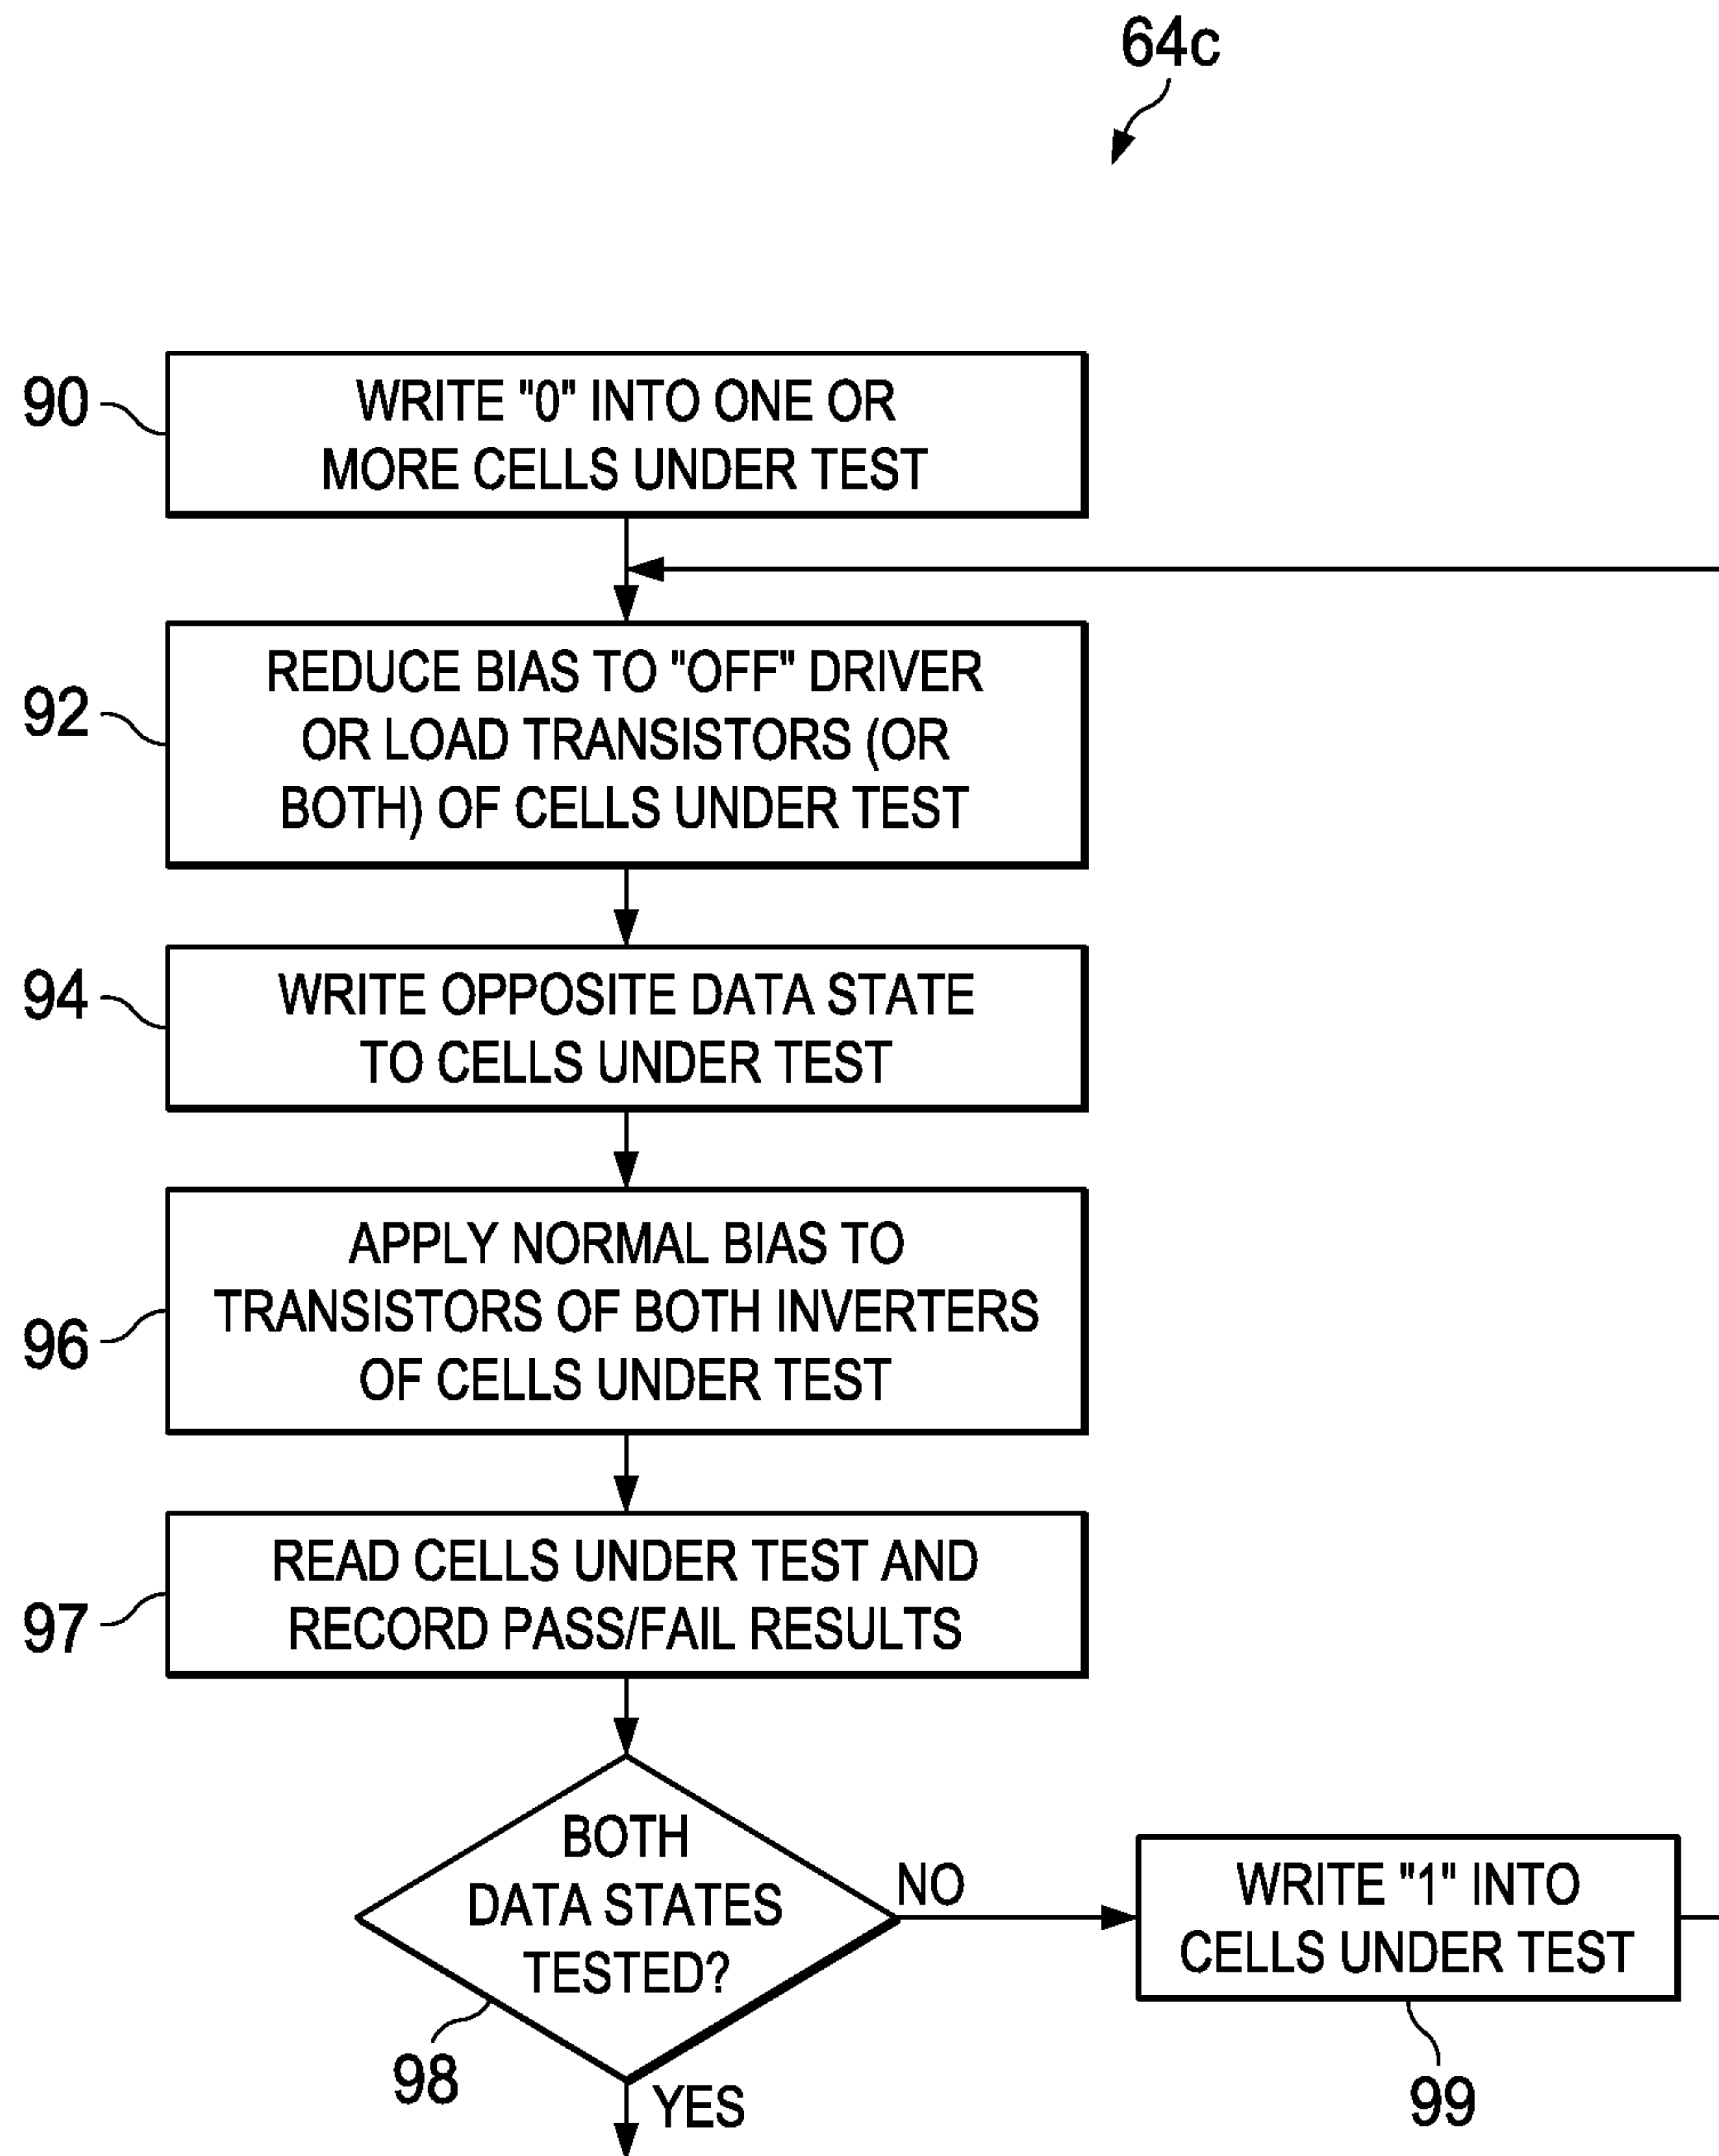 64c
90
WRITE "0" INTO ONE OR
MORE CELLS UNDER TEST
92
REDUCE BIAS TO "OFF" DRIVER
OR LOAD TRANSISTORS (OR
BOTH) OF CELLS UNDER TEST
94
WRITE OPPOSITE DATA STATE
TO CELLS UNDER TEST
96
APPLY NORMAL BIAS TO
TRANSISTORS OF BOTH INVERTERS
OF CELLS UNDER TEST
97
READ CELLS UNDER TEST AND
RECORD PASS/FAIL RESULTS
BOTH
DATA STATES
TESTED?
98
NO
WRITE "1" INTO
CELLS UNDER TEST
99
YES